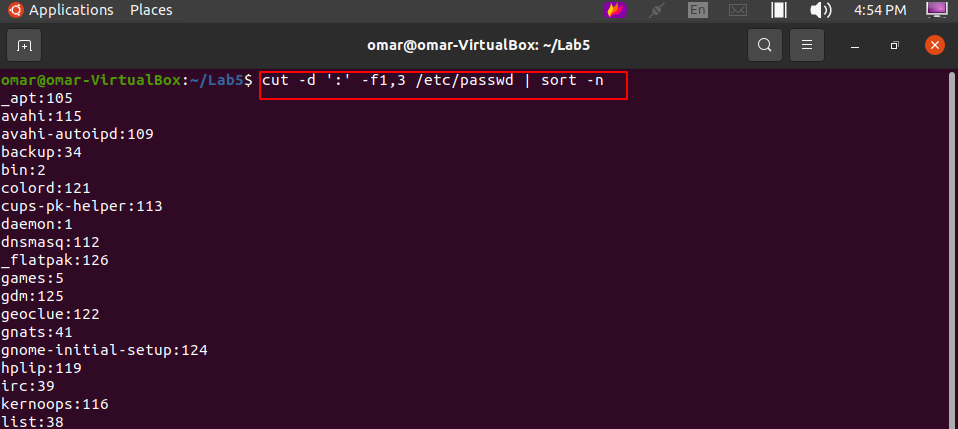 Applications Places En 4:54 PM
omar@omar-VirtualBox: ~/Lab5
omar@omar-VirtualBox:~/Lab5$ cut -d ':' -f1,3 /etc/passwd | sort -n
_apt:105
avahi:115
avahi-autoipd:109
backup:34
bin:2
colord:121
cups-pk-helper:113
daemon:1
dnsmasq:112
_flatpak:126
games:5
gdm:125
geoclue:122
gnats:41
gnome-initial-setup:124
hplip:119
irc:39
kernoops:116
list:38